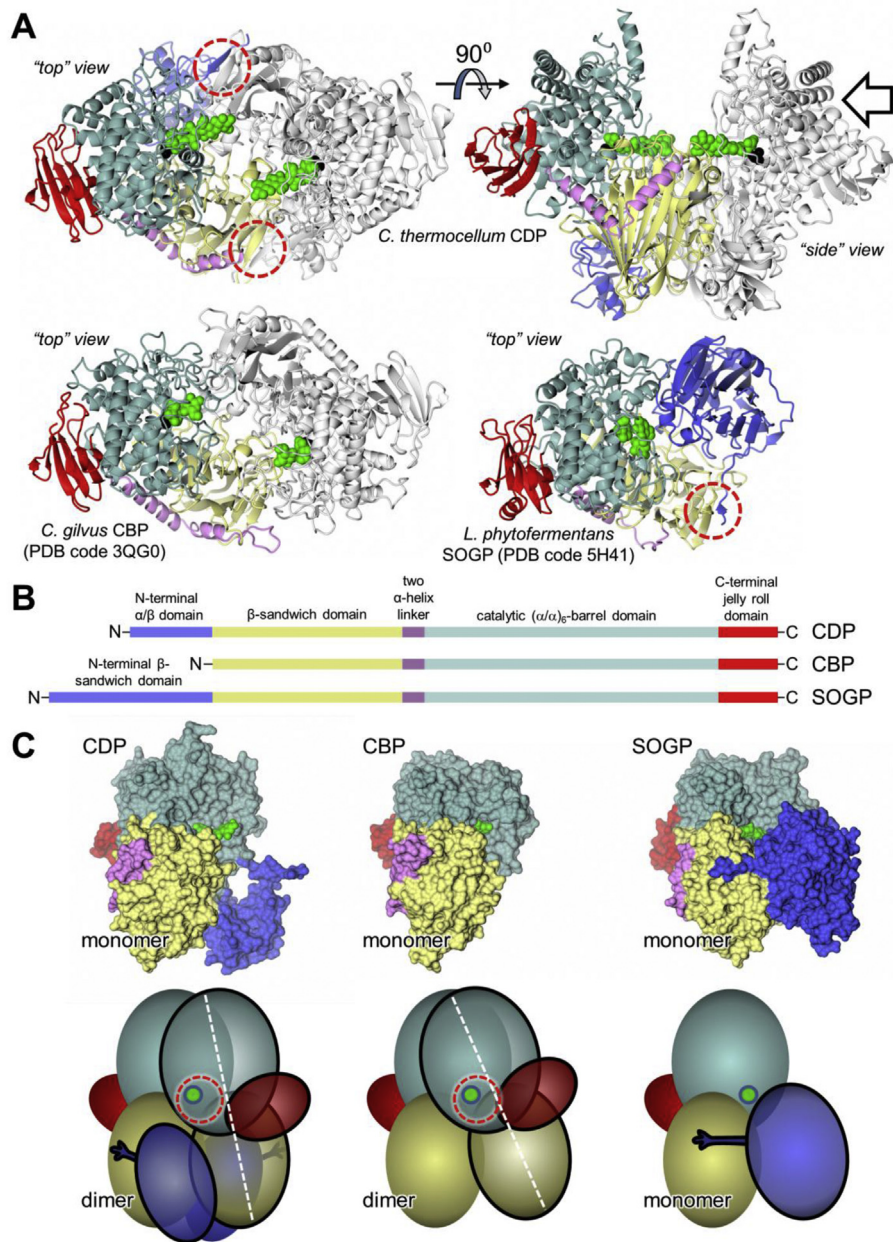 A
"top" view
90⁰
C. thermocellum CDP
"side" view
"top" view
"top" view
C. gilvus CBP
(PDB code 3QG0)
L. phytofermentans
SOGP (PDB code 5H41)
B
N-terminal
α/β domain
β-sandwich domain
two
α-helix
linker
catalytic (α/α)₆-barrel domain
C-terminal
jelly roll
domain
N
C CDP
N-terminal β-
sandwich domain
N
C CBP
N
C SOGP
C
CDP
CBP
SOGP
monomer
monomer
monomer
dimer
dimer
monomer